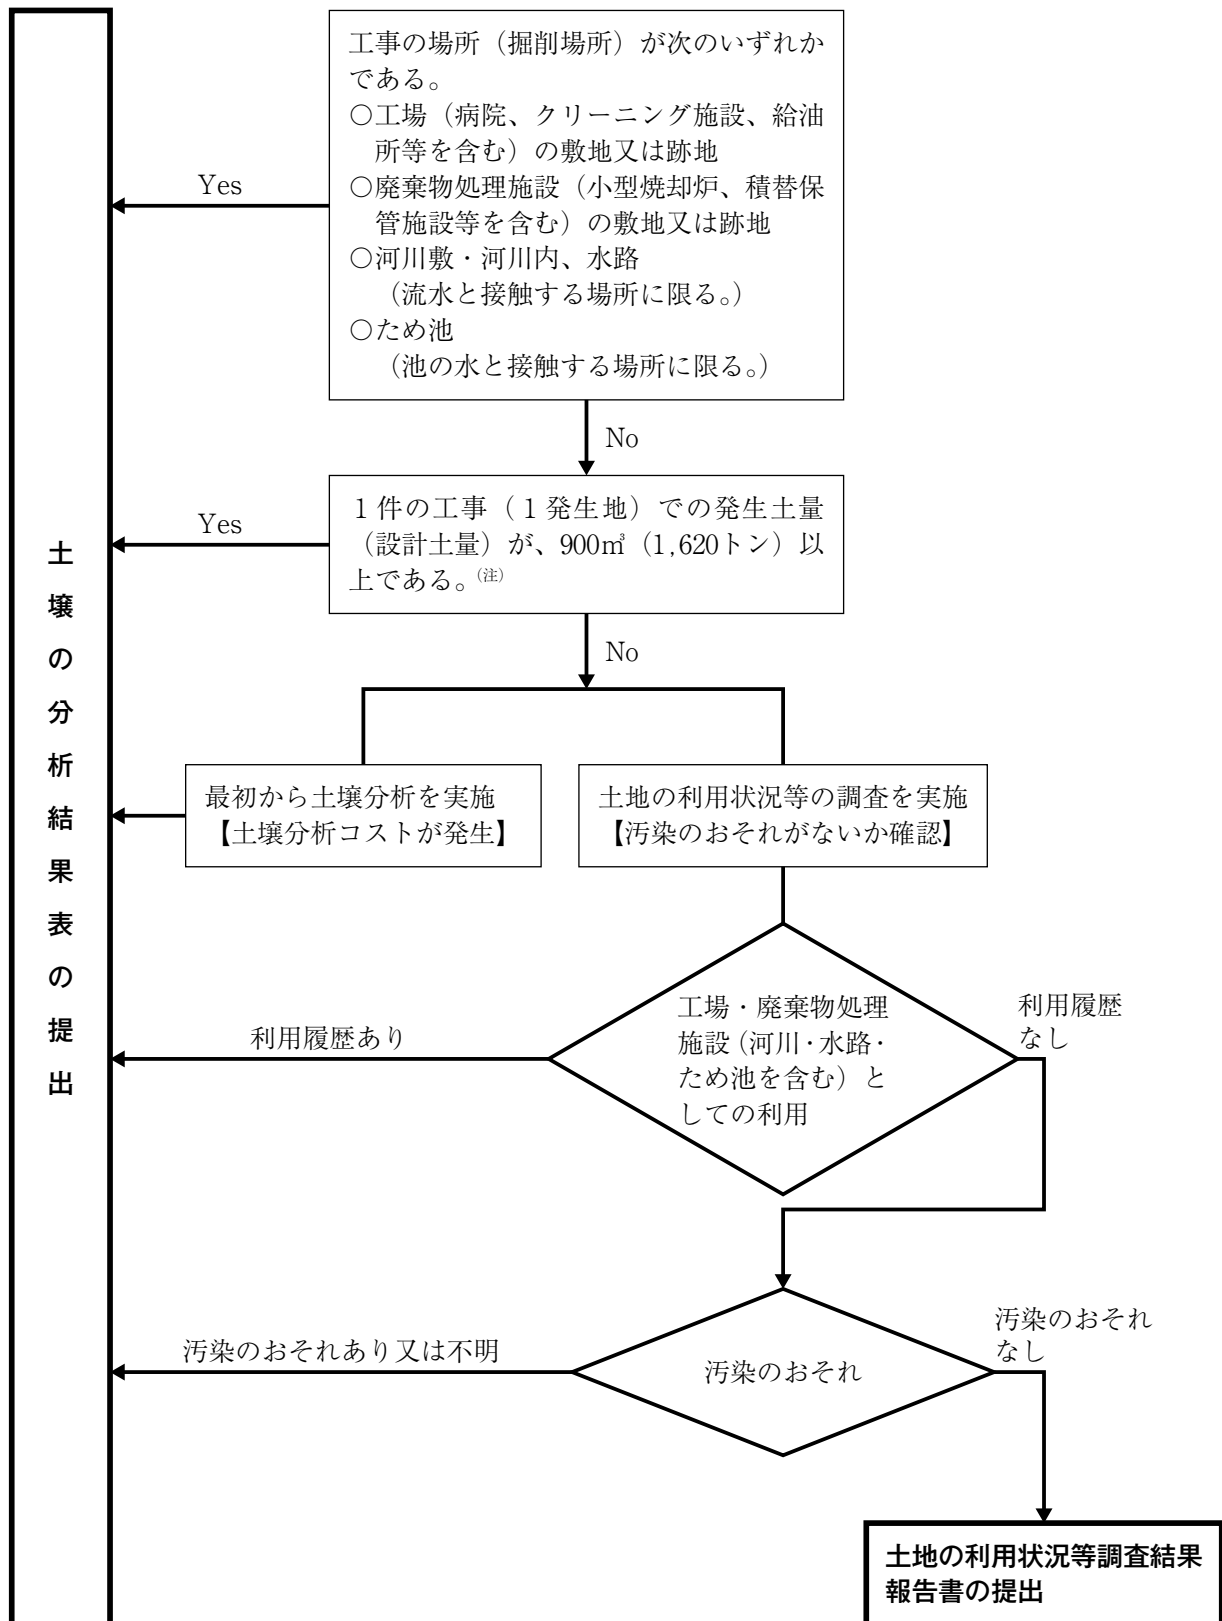 工事の場所（掘削場所）が次のいずれか
である。
○工場（病院、クリーニング施設、給油
所等を含む）の敷地又は跡地
○廃棄物処理施設（小型焼却炉、積替保
管施設等を含む）の敷地又は跡地
○河川敷・河川内、水路
（流水と接触する場所に限る。）
○ため池
（池の水と接触する場所に限る。）
Yes
No
１件の工事（１発生地）での発生土量
（設計土量）が、900㎥（1,620トン）以
上である。(注)
Yes
No
最初から土壌分析を実施
【土壌分析コストが発生】
土地の利用状況等の調査を実施
【汚染のおそれがないか確認】
工場・廃棄物処理
施設（河川・水路・
ため池を含む）と
しての利用
利用履歴あり
利用履歴
なし
汚染のおそれ
汚染のおそれあり又は不明
汚染のおそれ
なし
土壌の分析結果表の提出
土地の利用状況等調査結果
報告書の提出